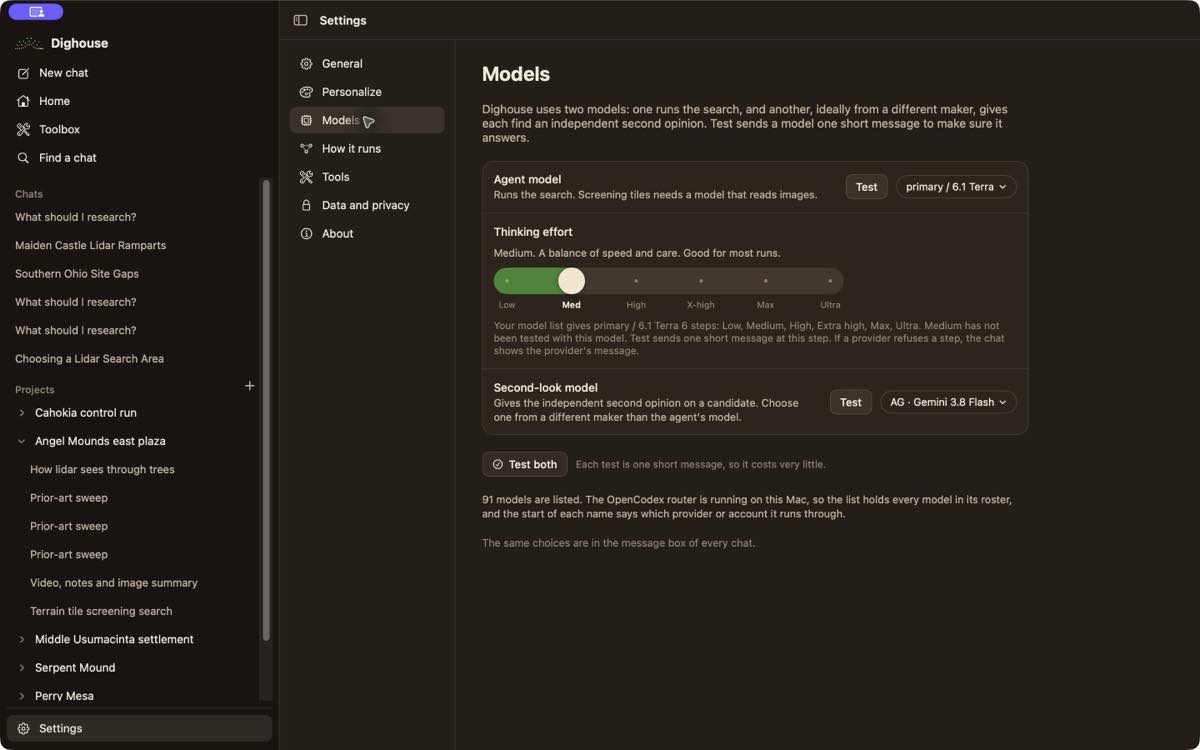 Dighouse
New chat
Home
Toolbox
Find a chat
Chats
What should I research?
Maiden Castle Lidar Ramparts
Southern Ohio Site Gaps
What should I research?
What should I research?
Choosing a Lidar Search Area
Projects
Cahokia control run
Angel Mounds east plaza
How lidar sees through trees
Prior-art sweep
Prior-art sweep
Prior-art sweep
Video, notes and image summary
Terrain tile screening search
Middle Usumacinta settlement
Serpent Mound
Perry Mesa
Settings
Settings
General
Personalize
Models
How it runs
Tools
Data and privacy
About
Models
Dighouse uses two models: one runs the search, and another, ideally from a different maker, gives
each find an independent second opinion. Test sends a model one short message to make sure it
answers.
Agent model
Runs the search. Screening tiles needs a model that reads images.
Test
primary / 6.1 Terra
Thinking effort
Medium. A balance of speed and care. Good for most runs.
Low Med High X-high Max Ultra
Your model list gives primary / 6.1 Terra 6 steps: Low, Medium, High, Extra high, Max, Ultra. Medium has not
been tested with this model. Test sends one short message at this step. If a provider refuses a step, the chat
shows the provider's message.
Second-look model
Gives the independent second opinion on a candidate. Choose
one from a different maker than the agent's model.
Test
AG · Gemini 3.8 Flash
Test both
Each test is one short message, so it costs very little.
91 models are listed. The OpenCodex router is running on this Mac, so the list holds every model in its roster,
and the start of each name says which provider or account it runs through.
The same choices are in the message box of every chat.